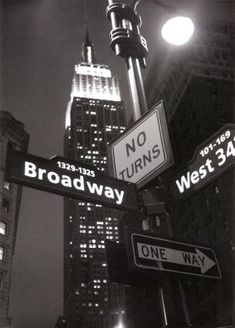 NO
TURNS
1329-1325
Broadway
101-169
West 34
ONE WAY